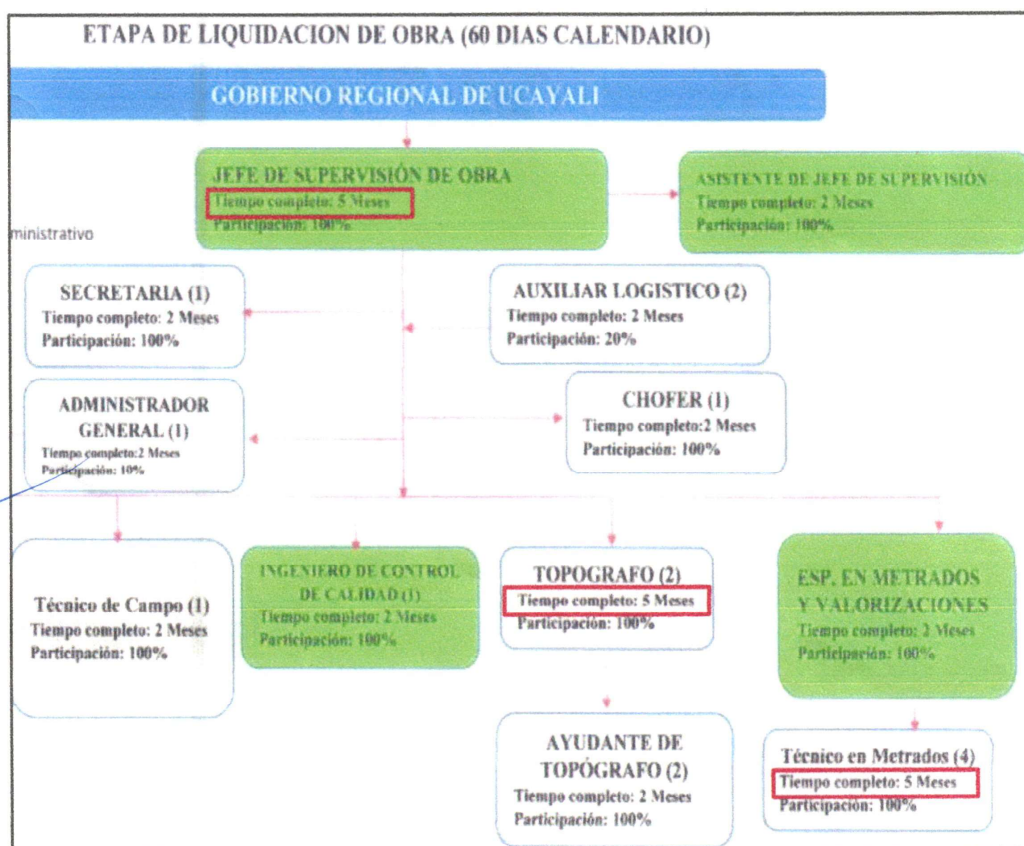 ETAPA DE LIQUIDACION DE OBRA (60 DIAS CALENDARIO)
GOBIERNO REGIONAL DE UCAYALI
JEFE DE SUPERVISIÓN DE OBRA
Tiempo completo: 5 Meses
Participación: 100%
ASISTENTE DE JEFE DE SUPERVISIÓN
Tiempo completo: 2 Meses
Participación: 100%
ministrativo
SECRETARIA (1)
Tiempo completo: 2 Meses
Participación: 100%
AUXILIAR LOGISTICO (2)
Tiempo completo: 2 Meses
Participación: 20%
ADMINISTRADOR
GENERAL (1)
Tiempo completo:2 Meses
Participación: 10%
CHOFER (1)
Tiempo completo:2 Meses
Participación: 100%
Técnico de Campo (1)
Tiempo completo: 2 Meses
Participación: 100%
INGENIERO DE CONTROL
DE CALIDAD (1)
Tiempo completo: 2 Meses
Participación: 100%
TOPOGRAFO (2)
Tiempo completo: 5 Meses
Participación: 100%
ESP. EN METRADOS
Y VALORIZACIONES
Tiempo completo: 2 Meses
Participación: 100%
AYUDANTE DE
TOPÓGRAFO (2)
Tiempo completo: 2 Meses
Participación: 100%
Técnico en Metrados (4)
Tiempo completo: 5 Meses
Participación: 100%